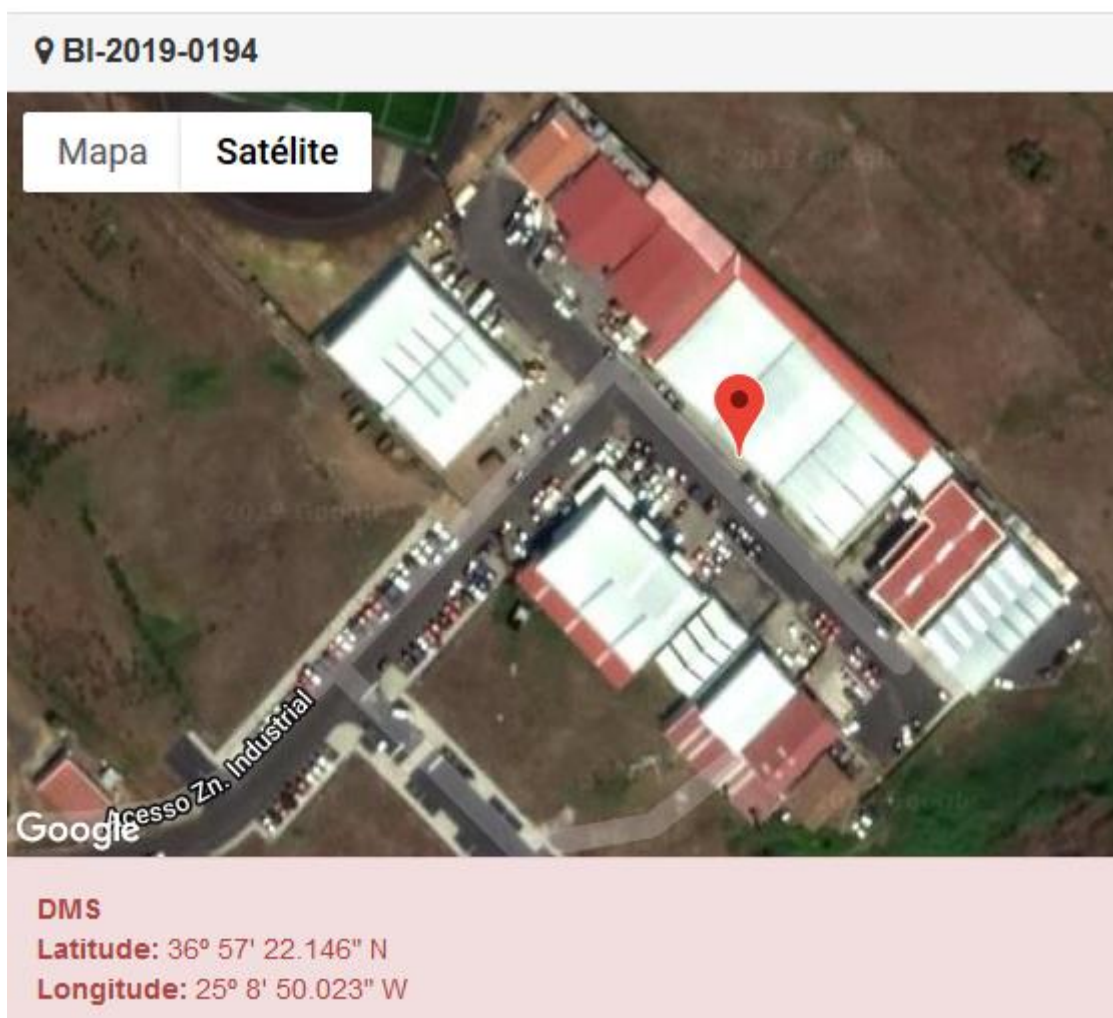 BI-2019-0194
Mapa Satélite
Acesso Zn. Industrial
Google
DMS
Latitude: 36º 57' 22.146" N
Longitude: 25º 8' 50.023" W